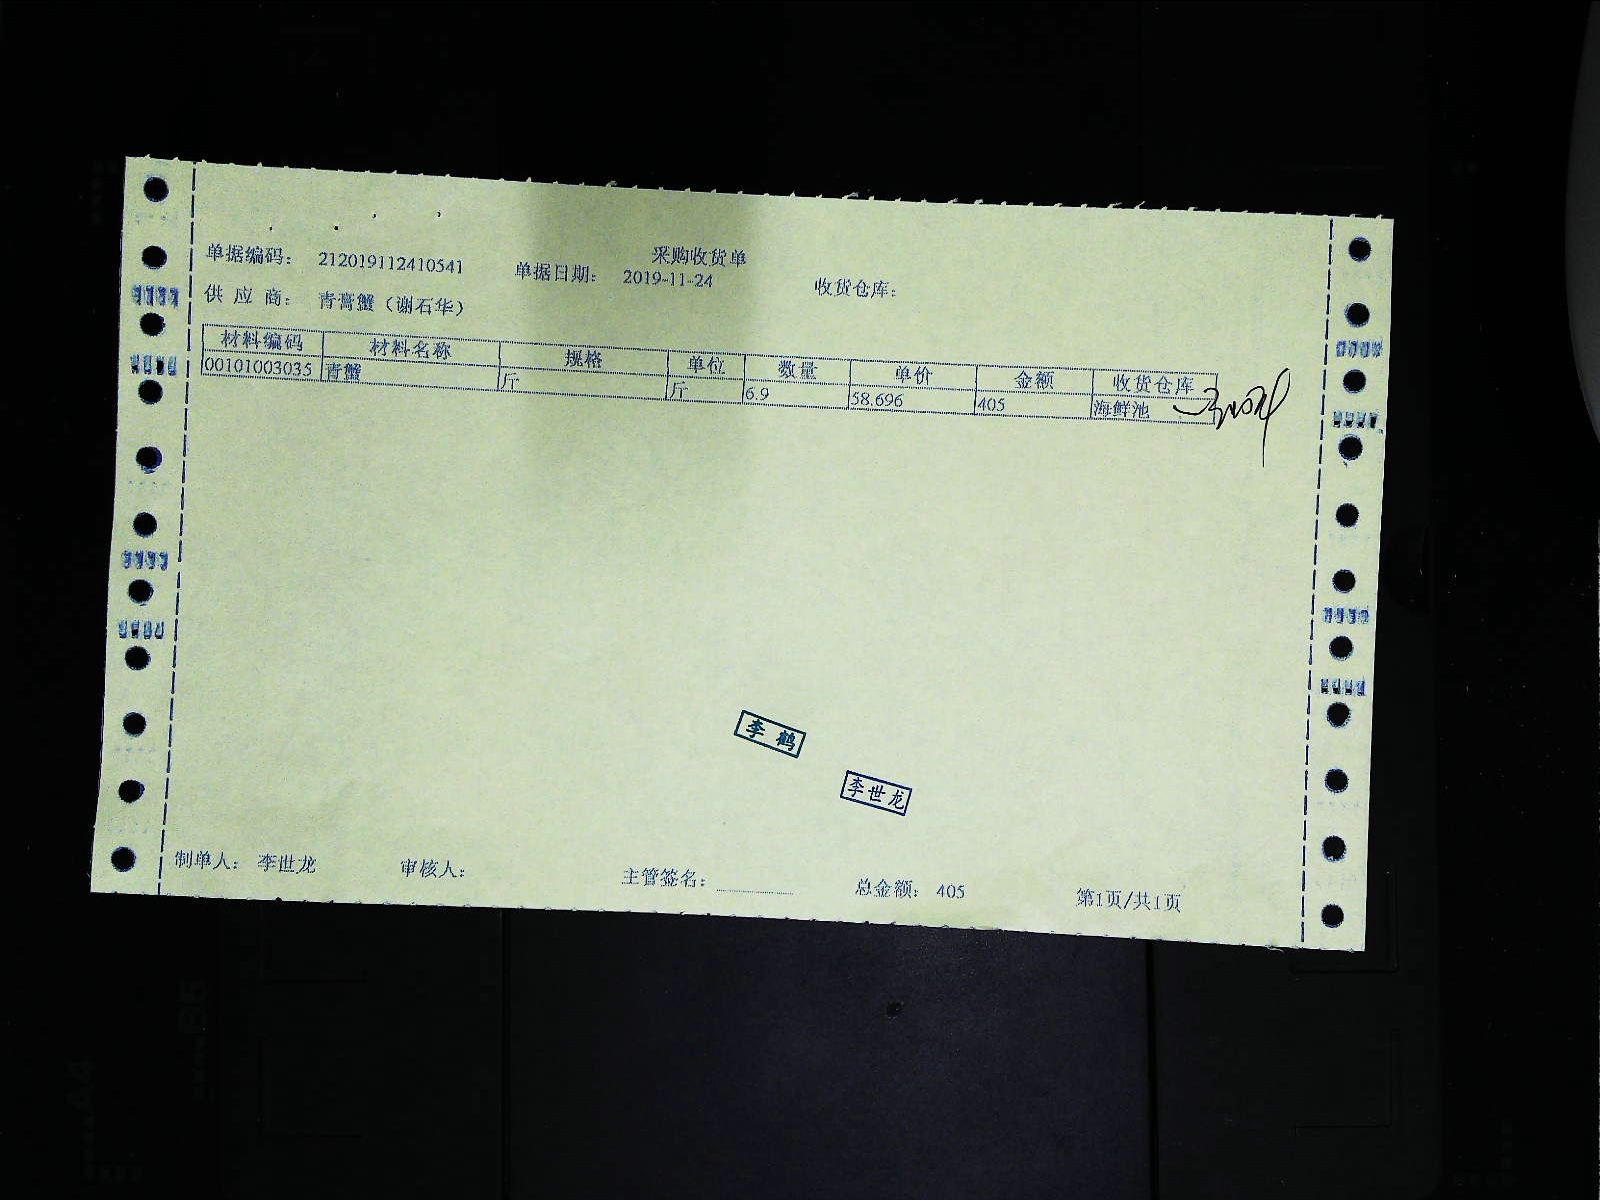 采购收货单
单据编码： 212019112410541 单据日期： 2019-11-24 收货仓库：
供 应 商： 青膏蟹（谢石华）
材料编码 材料名称 规格 单位 数量 单价 金额 收货仓库
00101003035 青蟹 斤 斤 6.9 58.696 405 海鲜池
李 鹤
李世龙
制单人： 李世龙 审核人： 主管签名： 总金额： 405 第1页/共1页